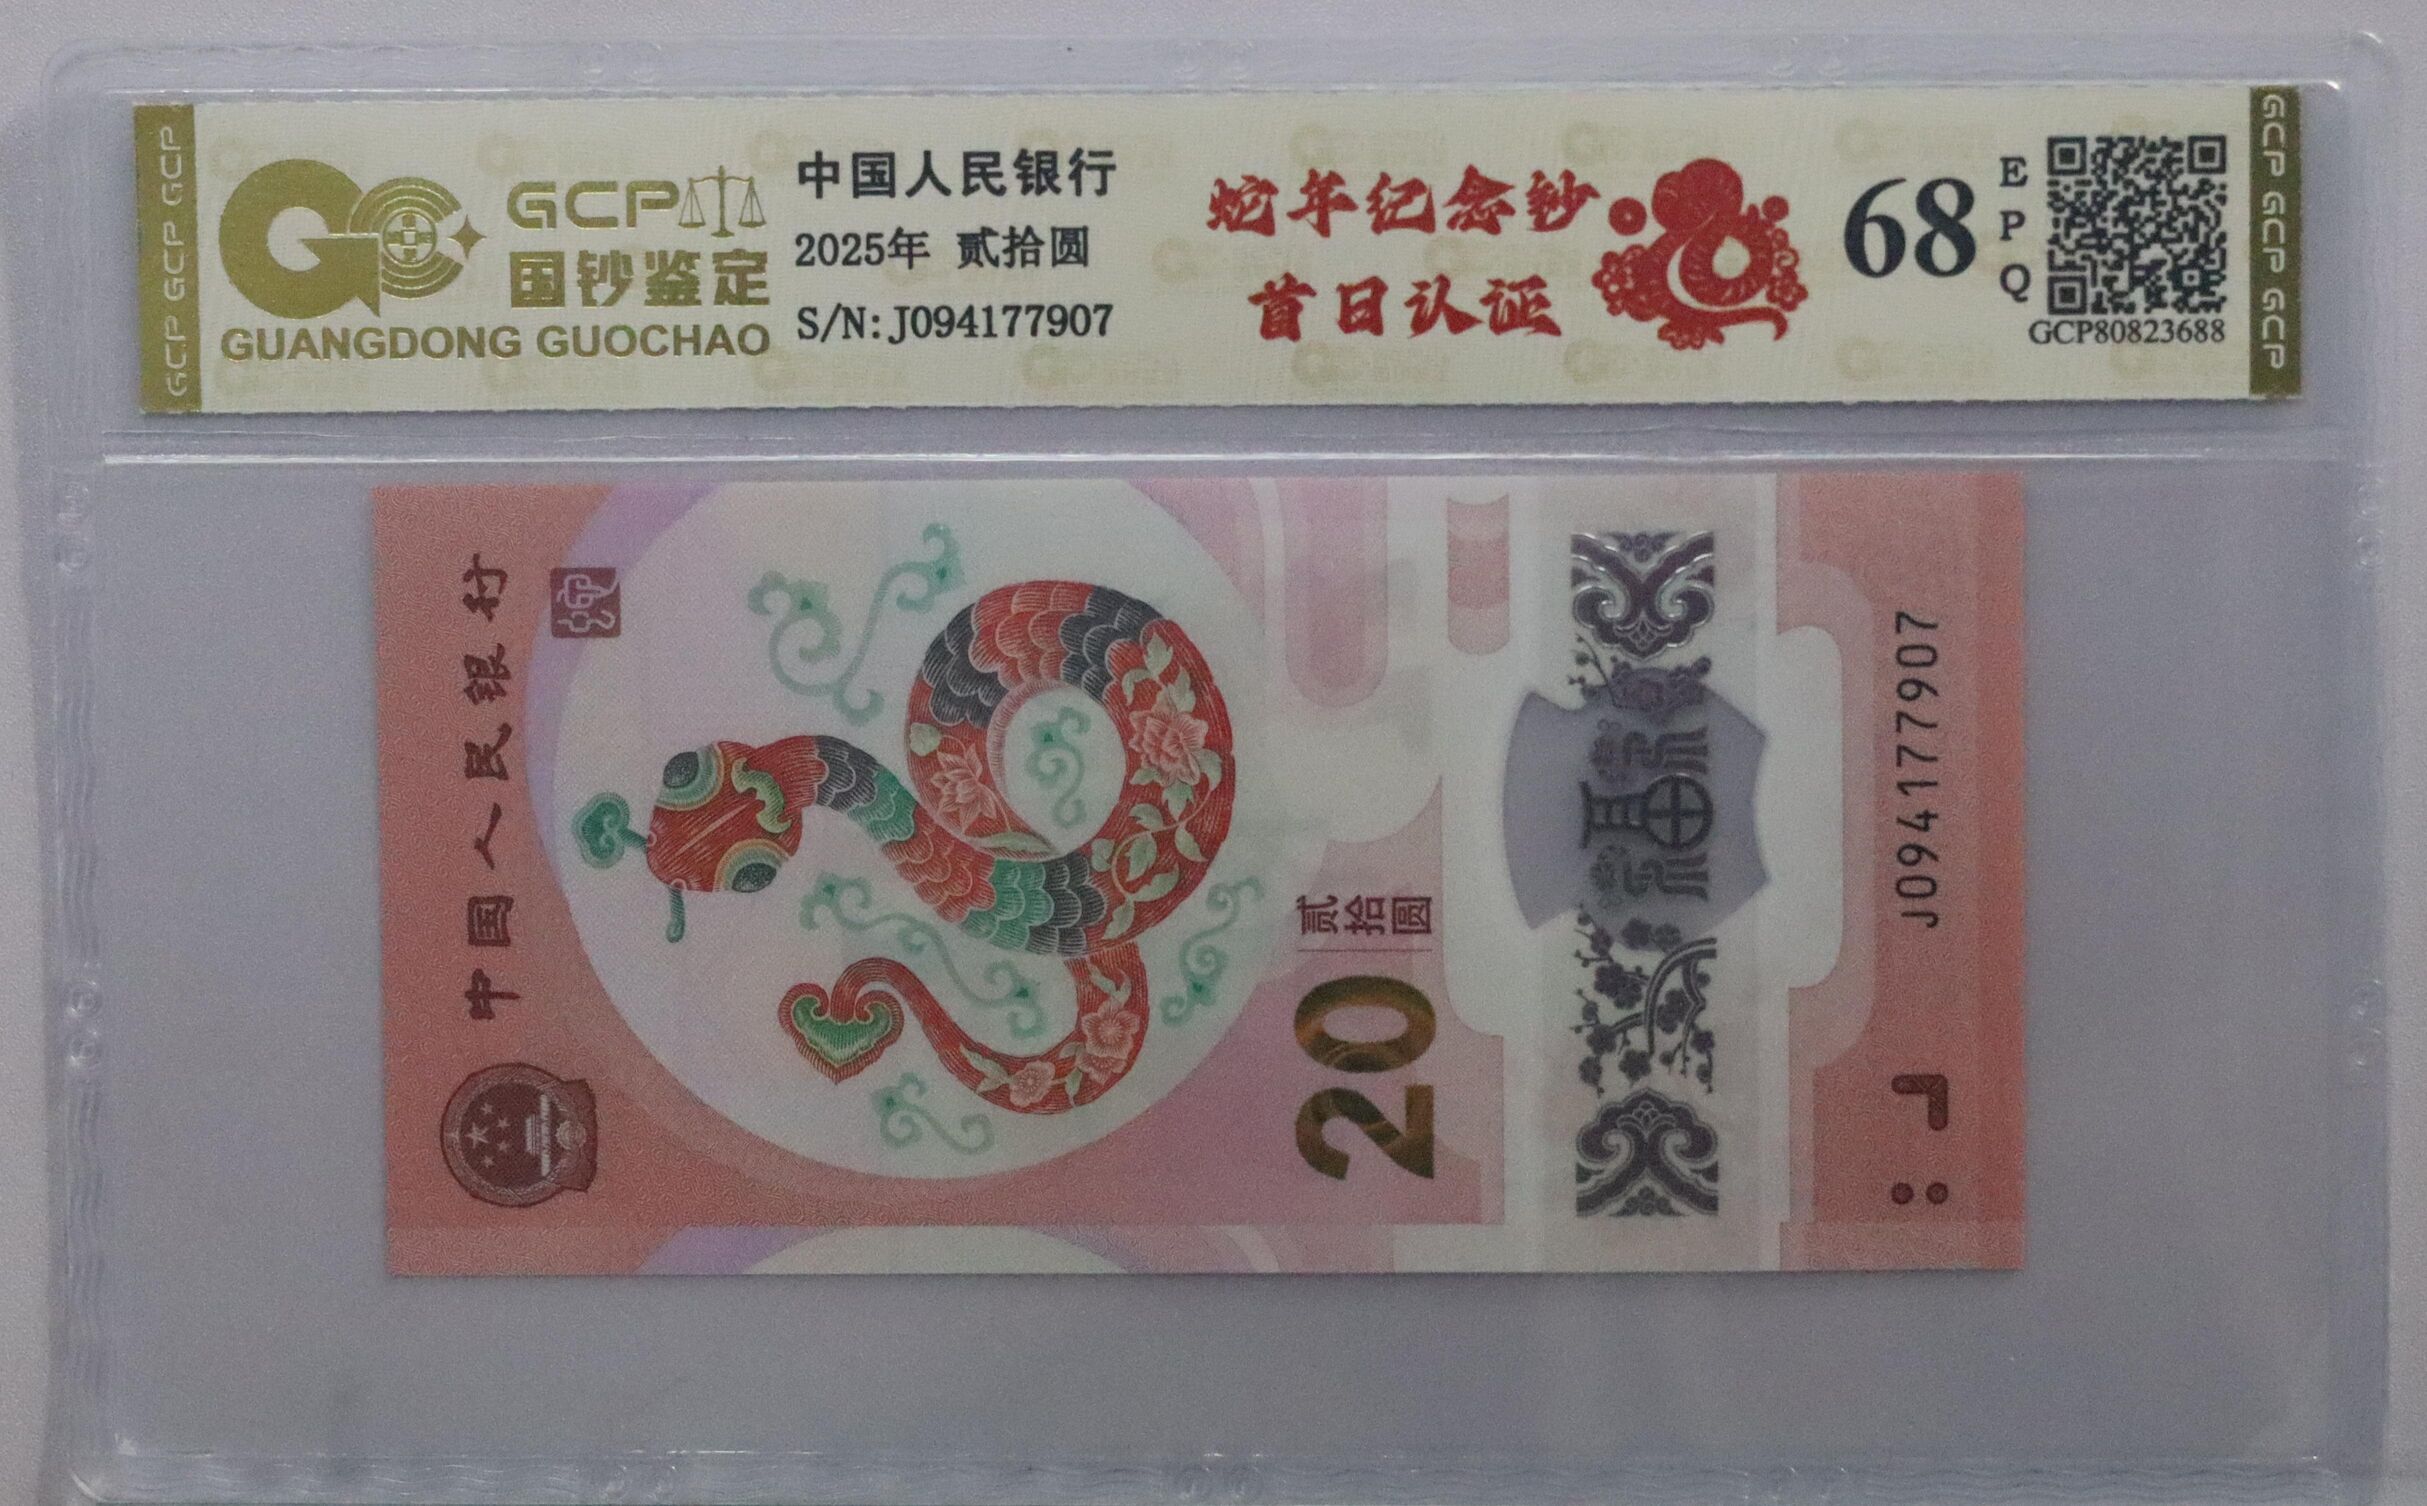 GCP GCP GCP
GCP
国钞鉴定
GUANGDONG GUOCHAO
中国人民银行
2025年 贰拾圆
S/N: J094177907
蛇年纪念钞
首日认证
68
EPQ
GCP80823688
GCP GCP GCP
中国人民银行
贰拾圆
20
福
J094177907